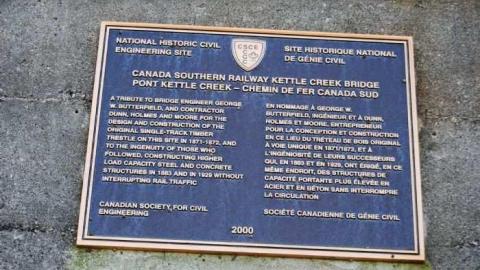 NATIONAL HISTORIC CIVIL
ENGINEERING SITE
CSCE
SCGC
SITE HISTORIQUE NATIONAL
DE GÉNIE CIVIL
CANADA SOUTHERN RAILWAY KETTLE CREEK BRIDGE
PONT KETTLE CREEK – CHEMIN DE FER CANADA SUD
A TRIBUTE TO BRIDGE ENGINEER GEORGE
W. BUTTERFIELD, AND CONTRACTOR
DUNN, HOLMES AND MOORE FOR THE
DESIGN AND CONSTRUCTION OF THE
ORIGINAL SINGLE-TRACK TIMBER
TRESTLE ON THIS SITE IN 1871-1872, AND
TO THE INGENUITY OF THOSE WHO
FOLLOWED, CONSTRUCTING HIGHER
LOAD CAPACITY STEEL AND CONCRETE
STRUCTURES IN 1883 AND IN 1929 WITHOUT
INTERRUPTING RAIL TRAFFIC
CANADIAN SOCIETY FOR CIVIL
ENGINEERING
EN HOMMAGE À GEORGE W.
BUTTERFIELD, INGÉNIEUR ET À DUNN,
HOLMES ET MOORE, ENTREPRENEUR
POUR LA CONCEPTION ET CONSTRUCTION
EN CE LIEU DU TRÉTEAU DE BOIS ORIGINAL
À VOIE UNIQUE EN 1871/1872, ET À
L'INGÉNIOSITÉ DE LEURS SUCCESSEURS
QUI, EN 1883 ET EN 1929, ONT ÉRIGÉ, EN CE
MÊME ENDROIT, DES STRUCTURES DE
CAPACITÉ PORTANTE PLUS ÉLEVÉE EN
ACIER ET EN BÉTON SANS INTERROMPRE
LA CIRCULATION
SOCIÉTÉ CANADIENNE DE GÉNIE CIVIL
2000